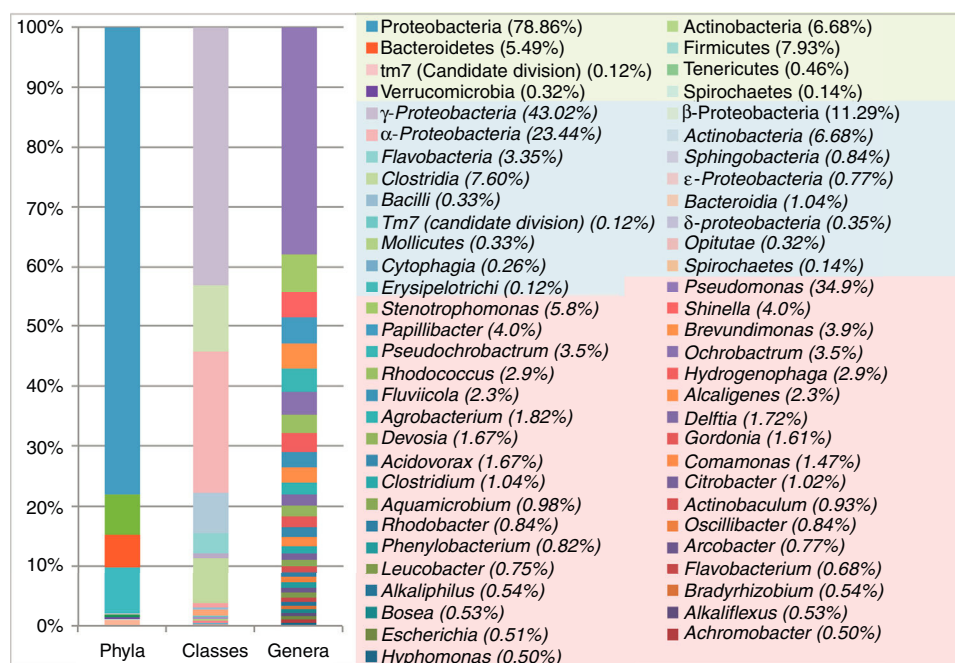 100%
90%
80%
70%
60%
50%
40%
30%
20%
10%
0%
Phyla Classes Genera
Proteobacteria (78.86%) Actinobacteria (6.68%)
Bacteroidetes (5.49%) Firmicutes (7.93%)
tm7 (Candidate division) (0.12%) Tenericutes (0.46%)
Verrucomicrobia (0.32%) Spirochaetes (0.14%)
γ-Proteobacteria (43.02%) β-Proteobacteria (11.29%)
α-Proteobacteria (23.44%) Actinobacteria (6.68%)
Flavobacteria (3.35%) Sphingobacteria (0.84%)
Clostridia (7.60%) ε-Proteobacteria (0.77%)
Bacilli (0.33%) Bacteroidia (1.04%)
Tm7 (candidate division) (0.12%) δ-proteobacteria (0.35%)
Mollicutes (0.33%) Opitutae (0.32%)
Cytophagia (0.26%) Spirochaetes (0.14%)
Erysipelotrichi (0.12%) Pseudomonas (34.9%)
Stenotrophomonas (5.8%) Shinella (4.0%)
Papillibacter (4.0%) Brevundimonas (3.9%)
Pseudochrobactrum (3.5%) Ochrobactrum (3.5%)
Rhodococcus (2.9%) Hydrogenophaga (2.9%)
Fluviicola (2.3%) Alcaligenes (2.3%)
Agrobacterium (1.82%) Delftia (1.72%)
Devosia (1.67%) Gordonia (1.61%)
Acidovorax (1.67%) Comamonas (1.47%)
Clostridium (1.04%) Citrobacter (1.02%)
Aquamicrobium (0.98%) Actinobaculum (0.93%)
Rhodobacter (0.84%) Oscillibacter (0.84%)
Phenylobacterium (0.82%) Arcobacter (0.77%)
Leucobacter (0.75%) Flavobacterium (0.68%)
Alkaliphilus (0.54%) Bradyrhizobium (0.54%)
Bosea (0.53%) Alkaliflexus (0.53%)
Escherichia (0.51%) Achromobacter (0.50%)
Hyphomonas (0.50%)